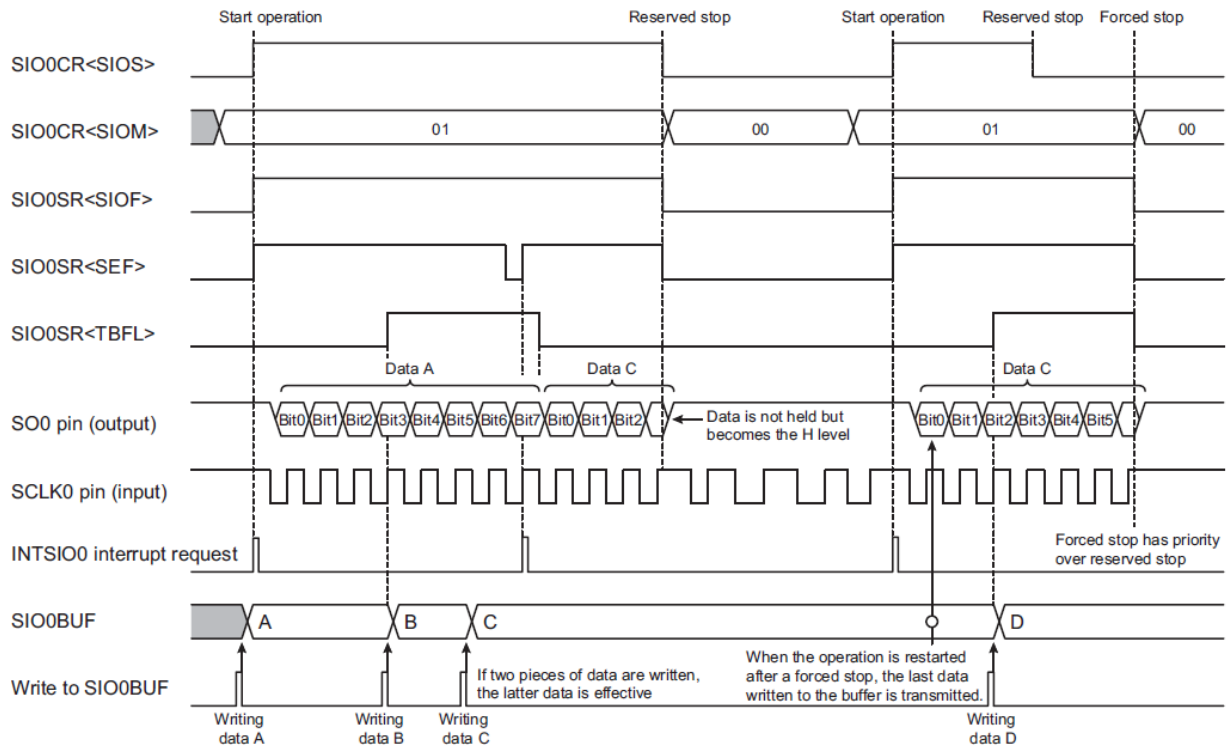 Start operation Reserved stop Start operation Reserved stop Forced stop
SIO0CR<SIOS>
SIO0CR<SIOM> 01 00 01 00
SIO0SR<SIOF>
SIO0SR<SEF>
SIO0SR<TBFL>
Data A Data C Data C
SO0 pin (output) Bit0 Bit1 Bit2 Bit3 Bit4 Bit5 Bit6 Bit7 Bit0 Bit1 Bit2 Bit0 Bit1 Bit2 Bit3 Bit4 Bit5
Data is not held but
becomes the H level
SCLK0 pin (input)
INTSIO0 interrupt request
Forced stop has priority
over reserved stop
SIO0BUF A B C D
Write to SIO0BUF
If two pieces of data are written,
the latter data is effective
When the operation is restarted
after a forced stop, the last data
written to the buffer is transmitted.
Writing
data A
Writing
data B
Writing
data C
Writing
data D